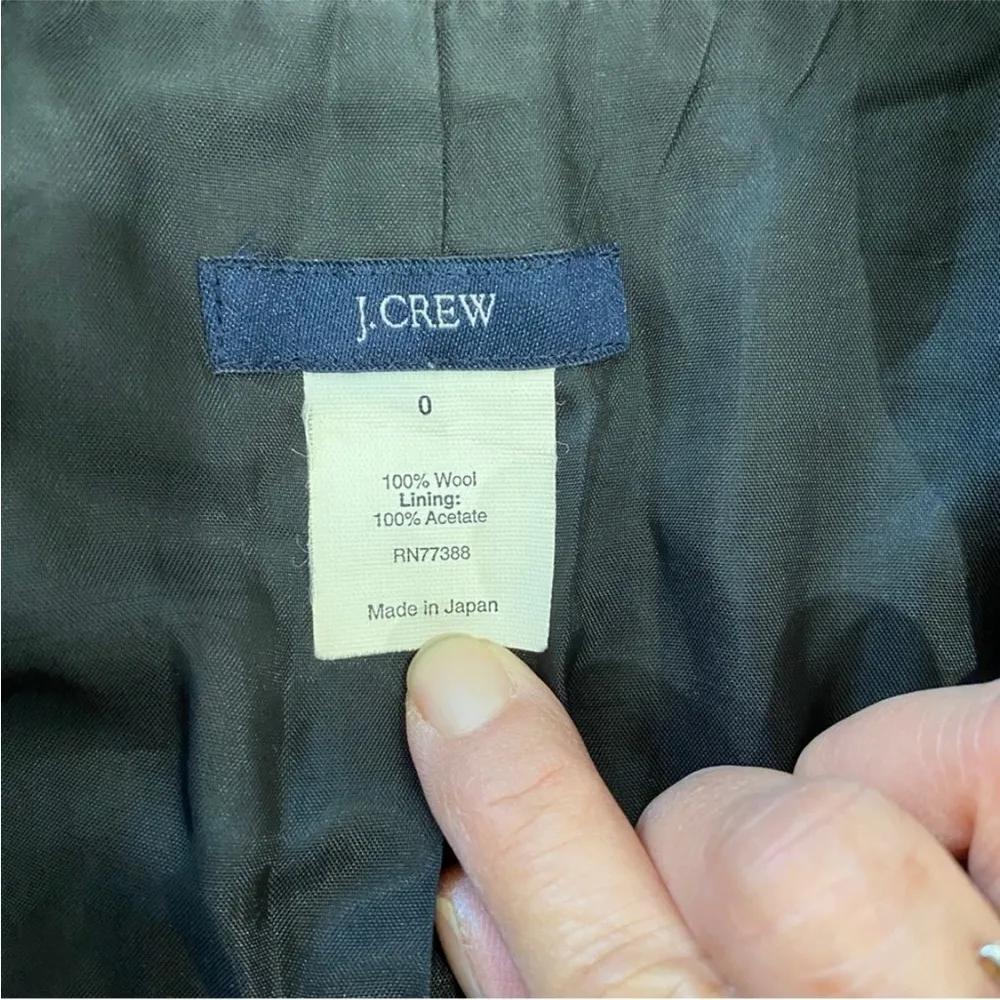 J.CREW
0
100% Wool
Lining:
100% Acetate
RN77388
Made in Japan